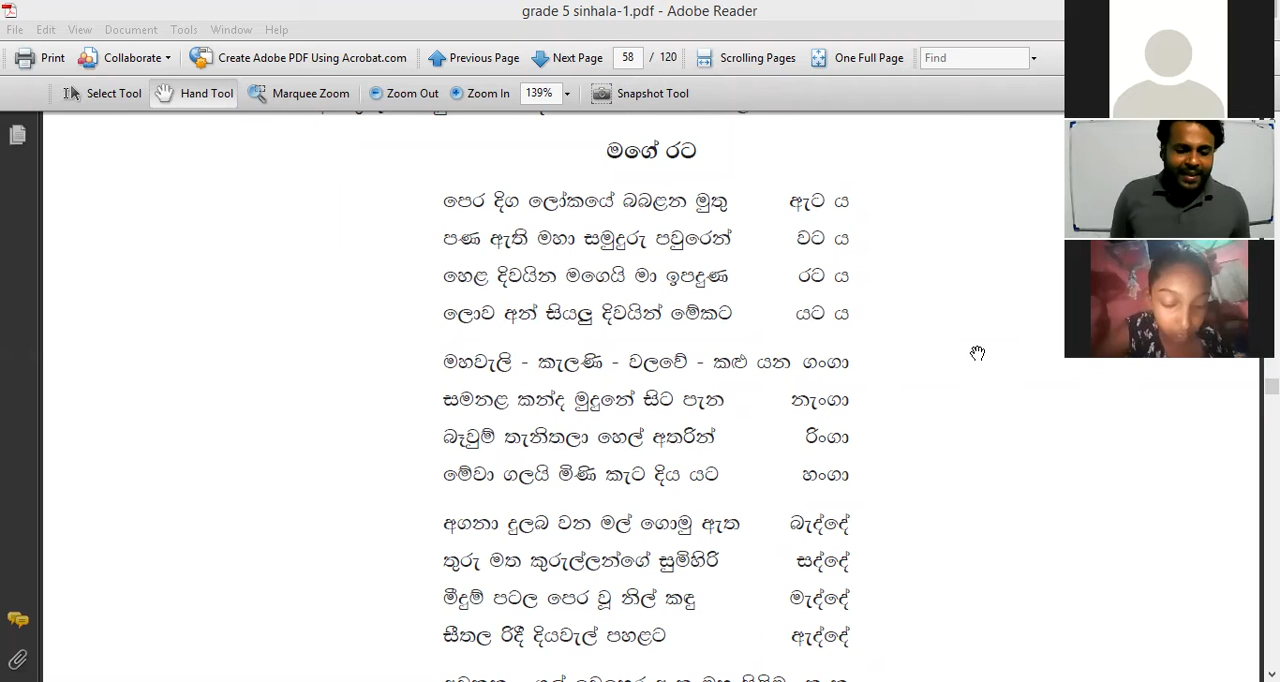 grade 5 sinhala-1.pdf - Adobe Reader
File Edit View Document Tools Window Help
Print Collaborate Create Adobe PDF Using Acrobat.com Previous Page Next Page 58 / 120 Scrolling Pages One Full Page Find
Select Tool Hand Tool Marquee Zoom Zoom Out Zoom In 139% Snapshot Tool
මගේ රට
පෙර දිග ලෝකයේ බබළන මුතු ඇට ය
පණ ඇති මහා සමුදුරු පවුරෙන් වට ය
හෙළ දිවයින මගෙයි මා ඉපදුණ රට ය
ලොව අන් සියලු දිවයින් මේකට යට ය
මහවැලි - කැලණි - වලවේ - කළු යන ගංගා
සමනළ කන්ද මුදුනේ සිට පැන නැංගා
බෑවුම් තැනිතලා හෙල් අතරින් රිංගා
මේවා ගලයි මිණි කැට දිය යට හංගා
අගනා දුලබ වන මල් ගොමු ඇත බැද්දේ
තුරු මත කුරුල්ලන්ගේ සුමිහිරි සද්දේ
මීදුම් පටල පෙර වූ නිල් කඳු මැද්දේ
සීතල රිදී දියවැල් පහළට ඇද්දේ